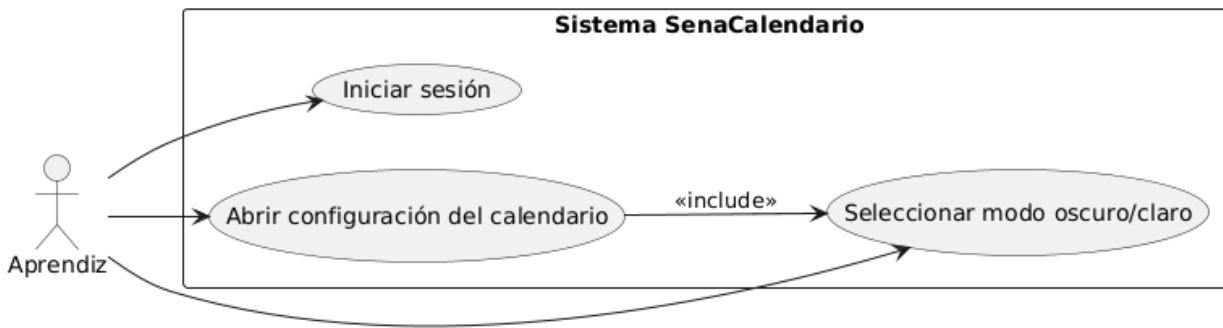 Sistema SenaCalendario
Iniciar sesión
Abrir configuración del calendario
«include»
Seleccionar modo oscuro/claro
Aprendiz